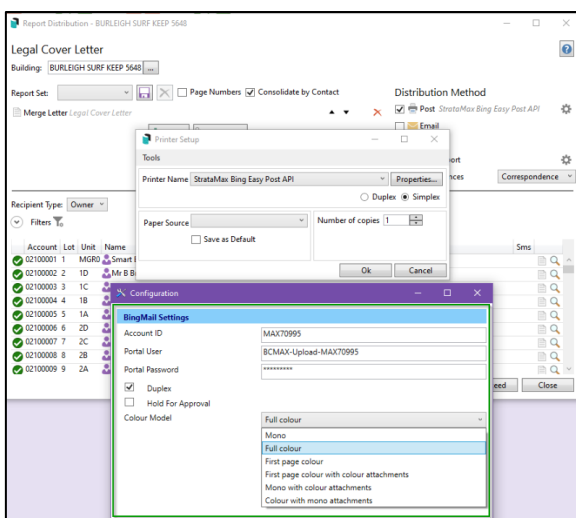 Report Distribution - BURLEIGH SURF KEEP 5648
Legal Cover Letter
Building: BURLEIGH SURF KEEP 5648 ...
Report Set: Page Numbers Consolidate by Contact
Distribution Method
Merge Letter Legal Cover Letter
Post StrataMax Bing Easy Post API
Email
Printer Setup
Tools
Printer Name StrataMax Bing Easy Post API Properties...
Duplex Simplex
Paper Source Number of copies 1
Save as Default
Ok Cancel
Correspondence
Recipient Type: Owner
Filters
Account Lot Unit Name Sms
02100001 1 MGR0 Smart
02100002 2 1D Mr B
02100003 3 1C
02100004 4 1B
02100005 5 1A
02100006 6 2D
02100007 7 2C
02100008 8 2B
02100009 9 2A
Close
Configuration
BingMail Settings
Account ID MAX70995
Portal User BCMAX-Upload-MAX70995
Portal Password *********
Duplex
Hold For Approval
Colour Model Full colour
Mono
Full colour
First page colour
First page colour with colour attachments
Mono with colour attachments
Colour with mono attachments